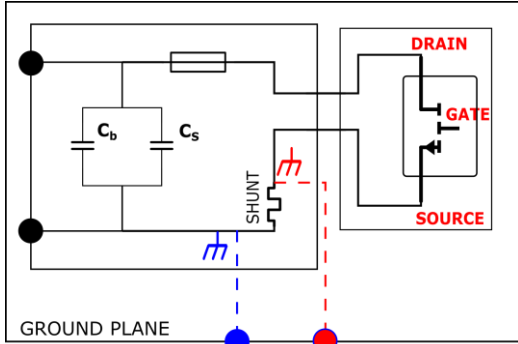 DRAIN
GATE
Cb
CS
SHUNT
SOURCE
GROUND PLANE